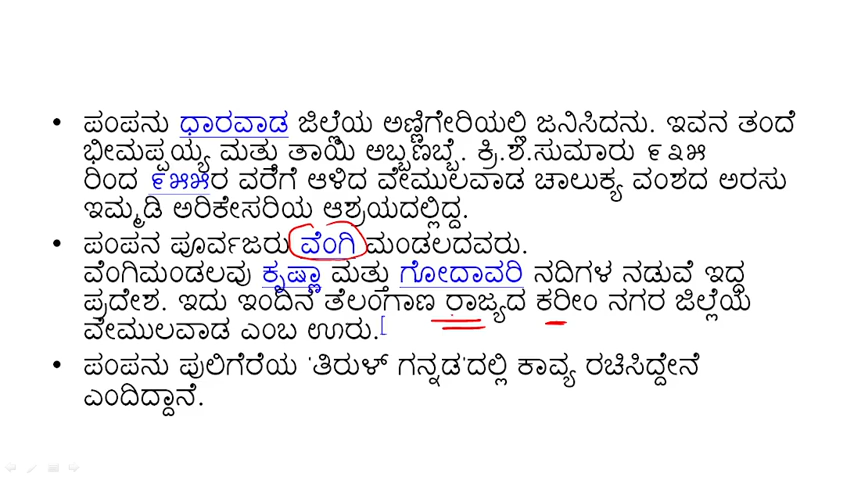 • ಪಂಪನು ಧಾರವಾಡ ಜಿಲ್ಲೆಯ ಅಣ್ಣಿಗೇರಿಯಲ್ಲಿ ಜನಿಸಿದನು. ಇವನ ತಂದೆ
ಭೀಮಪ್ಪಯ್ಯ ಮತ್ತು ತಾಯಿ ಅಬ್ಬಣಬ್ಬೆ. ಕ್ರಿ.ಶ.ಸುಮಾರು ೯೩೫
ರಿಂದ ೯೫೫ರ ವರೆಗೆ ಆಳಿದ ವೇಮುಲವಾಡ ಚಾಲುಕ್ಯ ವಂಶದ ಅರಸು
ಇಮ್ಮಡಿ ಅರಿಕೇಸರಿಯ ಆಶ್ರಯದಲ್ಲಿದ್ದ.
• ಪಂಪನ ಪೂರ್ವಜರು ವೆಂಗಿ ಮಂಡಲದವರು.
ವೆಂಗಿಮಂಡಲವು ಕೃಷ್ಣಾ ಮತ್ತು ಗೋದಾವರಿ ನದಿಗಳ ನಡುವೆ ಇದ್ದ
ಪ್ರದೇಶ. ಇದು ಇಂದಿನ ತೆಲಂಗಾಣ ರಾಜ್ಯದ ಕರೀಂ ನಗರ ಜಿಲ್ಲೆಯ
ವೇಮುಲವಾಡ ಎಂಬ ಊರು.[
• ಪಂಪನು ಪುಲಿಗೆರೆಯ 'ತಿರುಳ್ ಗನ್ನಡ'ದಲ್ಲಿ ಕಾವ್ಯ ರಚಿಸಿದ್ದೇನೆ
ಎಂದಿದ್ದಾನೆ.